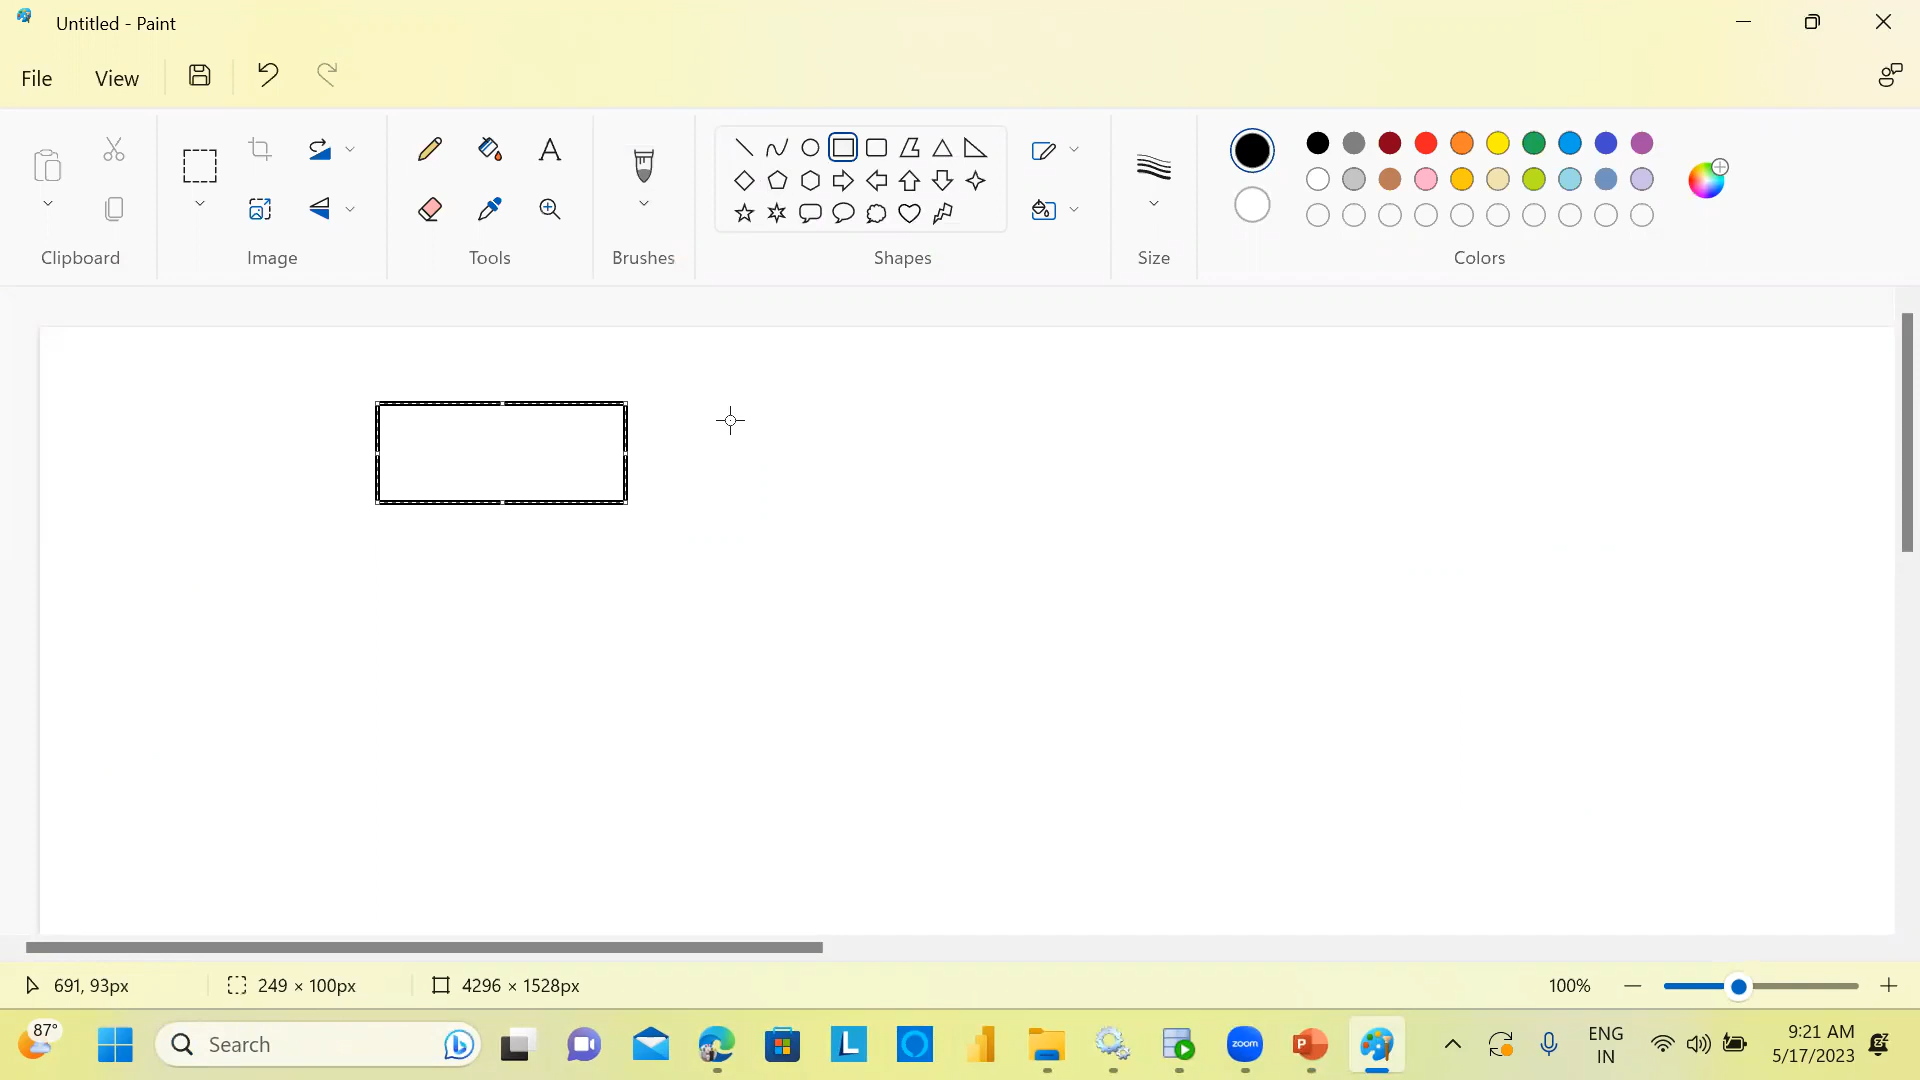 Untitled - Paint
File View
Clipboard
Image
Tools
Brushes
Shapes
Size
Colors
691, 93px
249 × 100px
4296 × 1528px
100%
87°
Search
L
zoom
P
ENG
IN
9:21 AM
5/17/2023